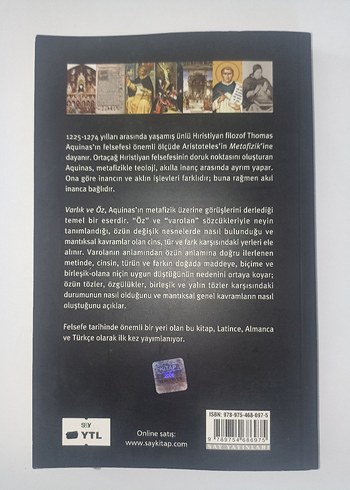 1225-1274 yılları arasında yaşamış ünlü Hıristiyan filozof Thomas
Aquinas'ın felsefesi önemli ölçüde Aristoteles'in Metafizik'ine
dayanır. Ortaçağ Hıristiyan felsefesinin doruk noktasını oluşturan
Aquinas, metafizikle teoloji, akılla inanç arasında ayrım yapar.
Ona göre inancın ve aklın işlevleri farklıdır; buna rağmen akıl
inanca bağlıdır.
Varlık ve Öz, Aquinas'ın metafizik üzerine görüşlerini derlediği
temel bir eserdir. "Öz" ve "varolan" sözcükleriyle neyin
tanımlandığı, özün değişik nesnelerde nasıl bulunduğu ve
mantıksal kavramlar olan cins, tür ve fark karşısındaki yerleri ele
alınır. Varolanın anlamından özün anlamına doğru ilerlenen
metinde, cinsin, türün ve farkın doğada maddeye, biçime ve
birleşik-olana niçin uygun düştüğünün nedenini ortaya koyar;
özün tözler, özgülükler, birleşik ve yalın tözler karşısındaki
durumunun nasıl olduğunu ve mantıksal genel kavramların nasıl
oluştuğunu açıklar.
Felsefe tarihinde önemli bir yeri olan bu kitap, Latince, Almanca
ve Türkçe olarak ilk kez yayımlanıyor.
SAY
YTL
Online satış:
www.saykitap.com
ISBN: 978-975-468-697-5
9 789754 686975
SAY YAYINLARI